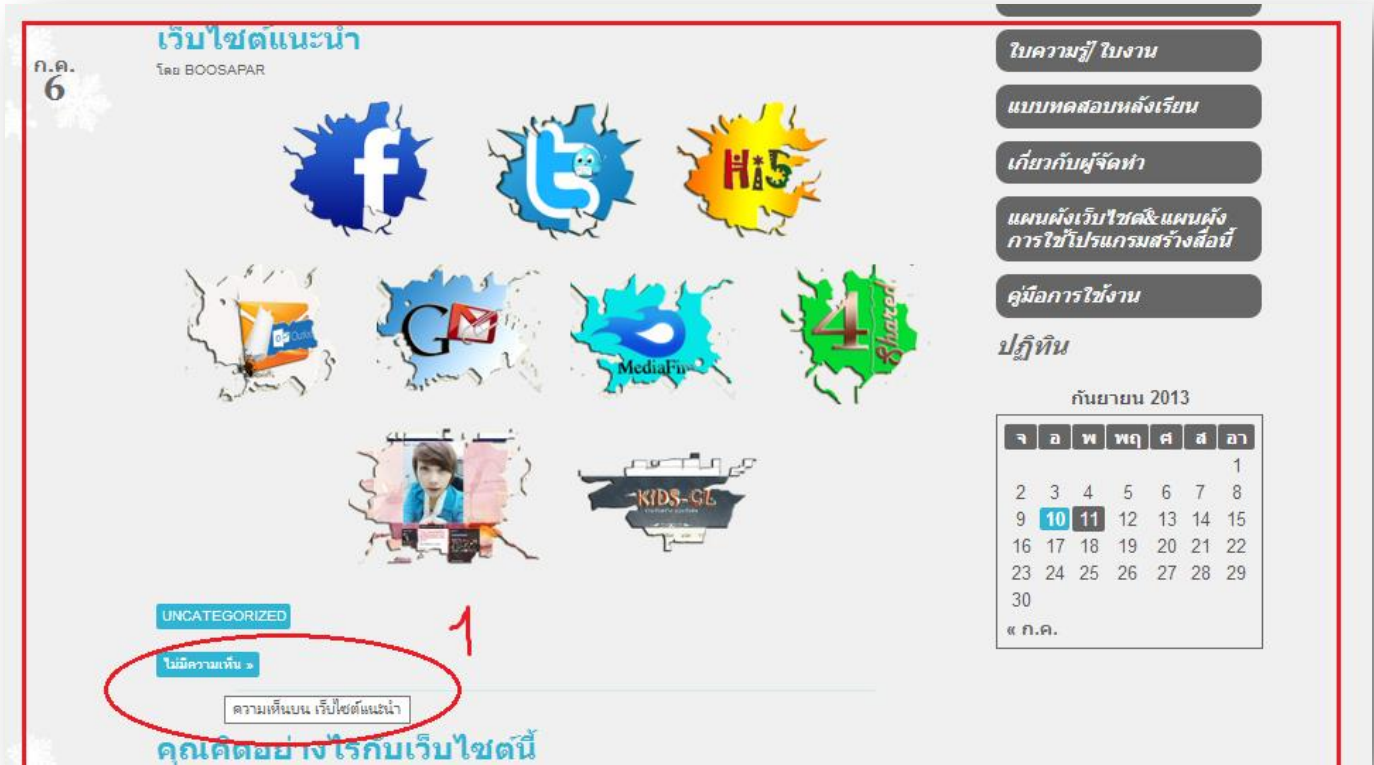 เว็บไซต์แนะนำ
ก.ค.
6
โดย BOOSAPAR
f
t
Hi5
G
MediaFire
4
Shared
KIDS-GZ
UNCATEGORIZED
1
ไม่มีความเห็น »
ความเห็นบน เว็บไซต์แนะนำ
คุณคิดอย่างไรกับเว็บไซต์นี้
ใบความรู้/ ใบงาน
แบบทดสอบหลังเรียน
เกี่ยวกับผู้จัดทำ
แผนผังเว็บไซต์&แผนผัง
การใช้โปรแกรมสร้างสื่อนี้
คู่มือการใช้งาน
ปฏิทิน
กันยายน 2013
จ อ พ พฤ ศ ส อา
1
2 3 4 5 6 7 8
9 10 11 12 13 14 15
16 17 18 19 20 21 22
23 24 25 26 27 28 29
30
« ก.ค.